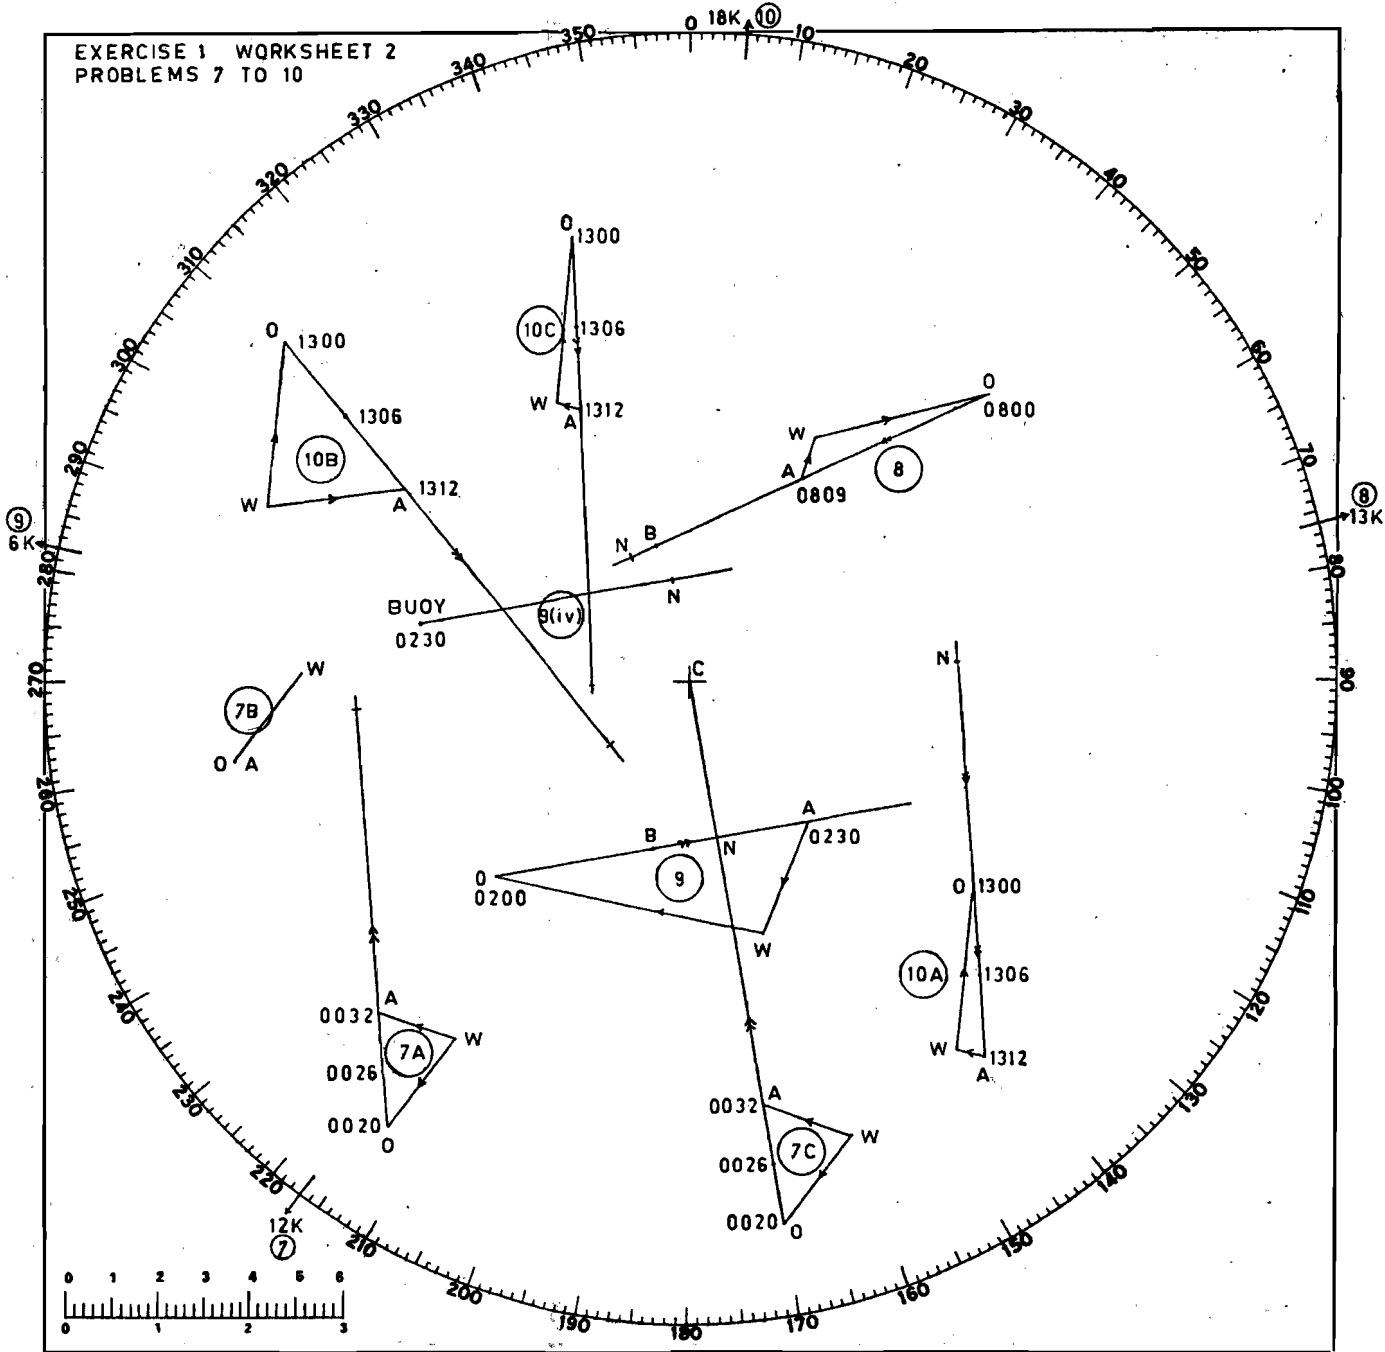 EXERCISE 1 WORKSHEET 2
PROBLEMS 7 TO 10
18K 10
0
10
20
30
40
50
60
70
80
90
100
110
120
130
140
150
160
170
180
190
200
210
220
230
240
250
260
270
280
290
300
310
320
330
340
350
8
13K
9
6K
12K
7
O
1300
10C
1306
W
1312
A
O
1300
1306
10B
W
1312
A
O
0800
W
8
A
0809
B
N
BUOY
0230
9(iv)
N
W
7B
O A
C
N
A
0230
B
N
9
O
0200
W
O 1300
10A
1306
W
1312
A
A
0032
W
7A
0026
0020
O
0032 A
W
7C
0026
0020 O
0 1 2 3 4 5 6
0 1 2 3